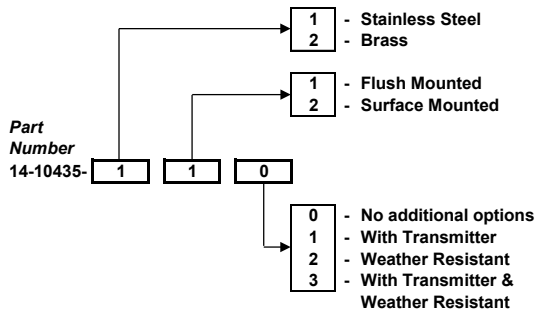 1 - Stainless Steel
2 - Brass
1 - Flush Mounted
2 - Surface Mounted
Part
Number
14-10435- 1 1 0
0 - No additional options
1 - With Transmitter
2 - Weather Resistant
3 - With Transmitter &
Weather Resistant